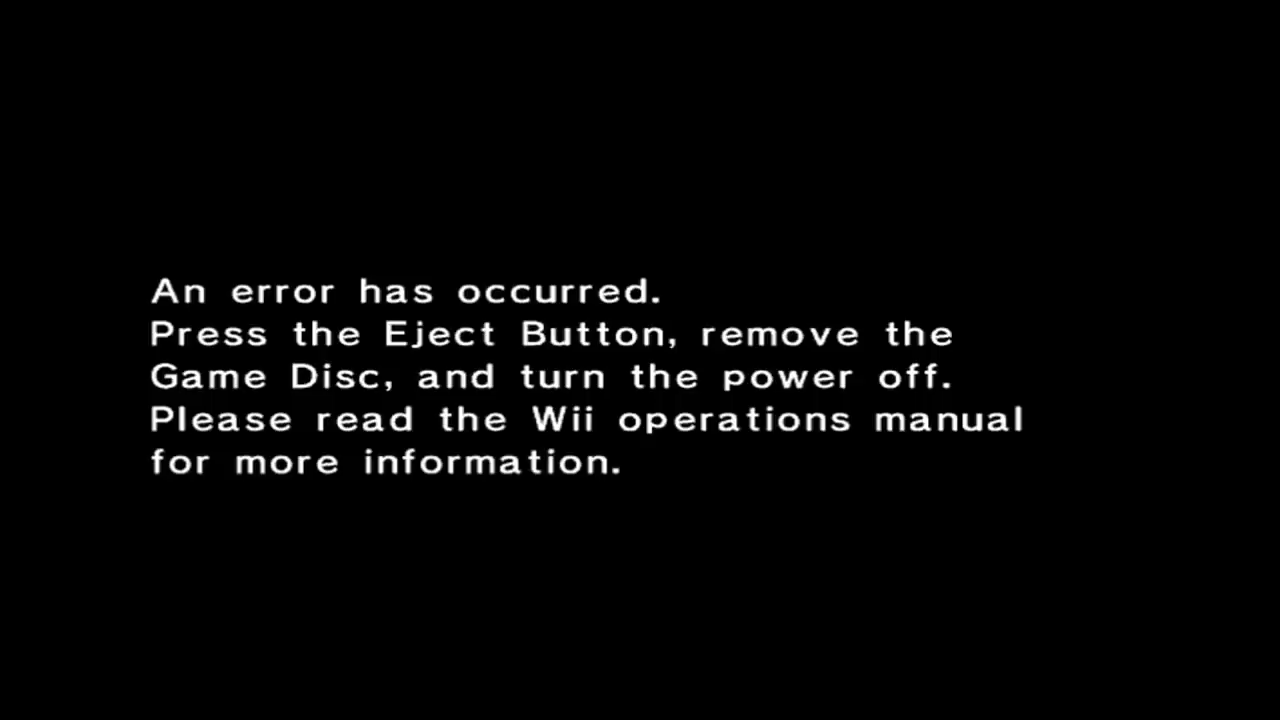 An error has occurred.
Press the Eject Button, remove the
Game Disc, and turn the power off.
Please read the Wii operations manual
for more information.